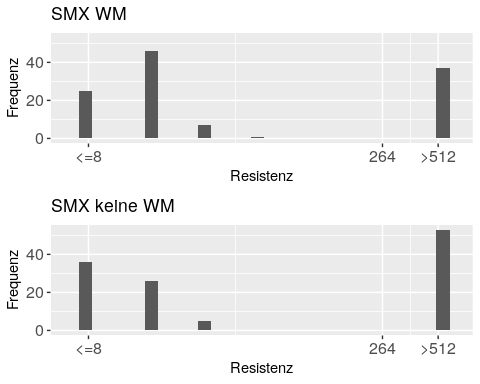 SMX WM
Frequenz
40
20
0
<=8 264 >512
Resistenz
SMX keine WM
Frequenz
40
20
0
<=8 264 >512
Resistenz